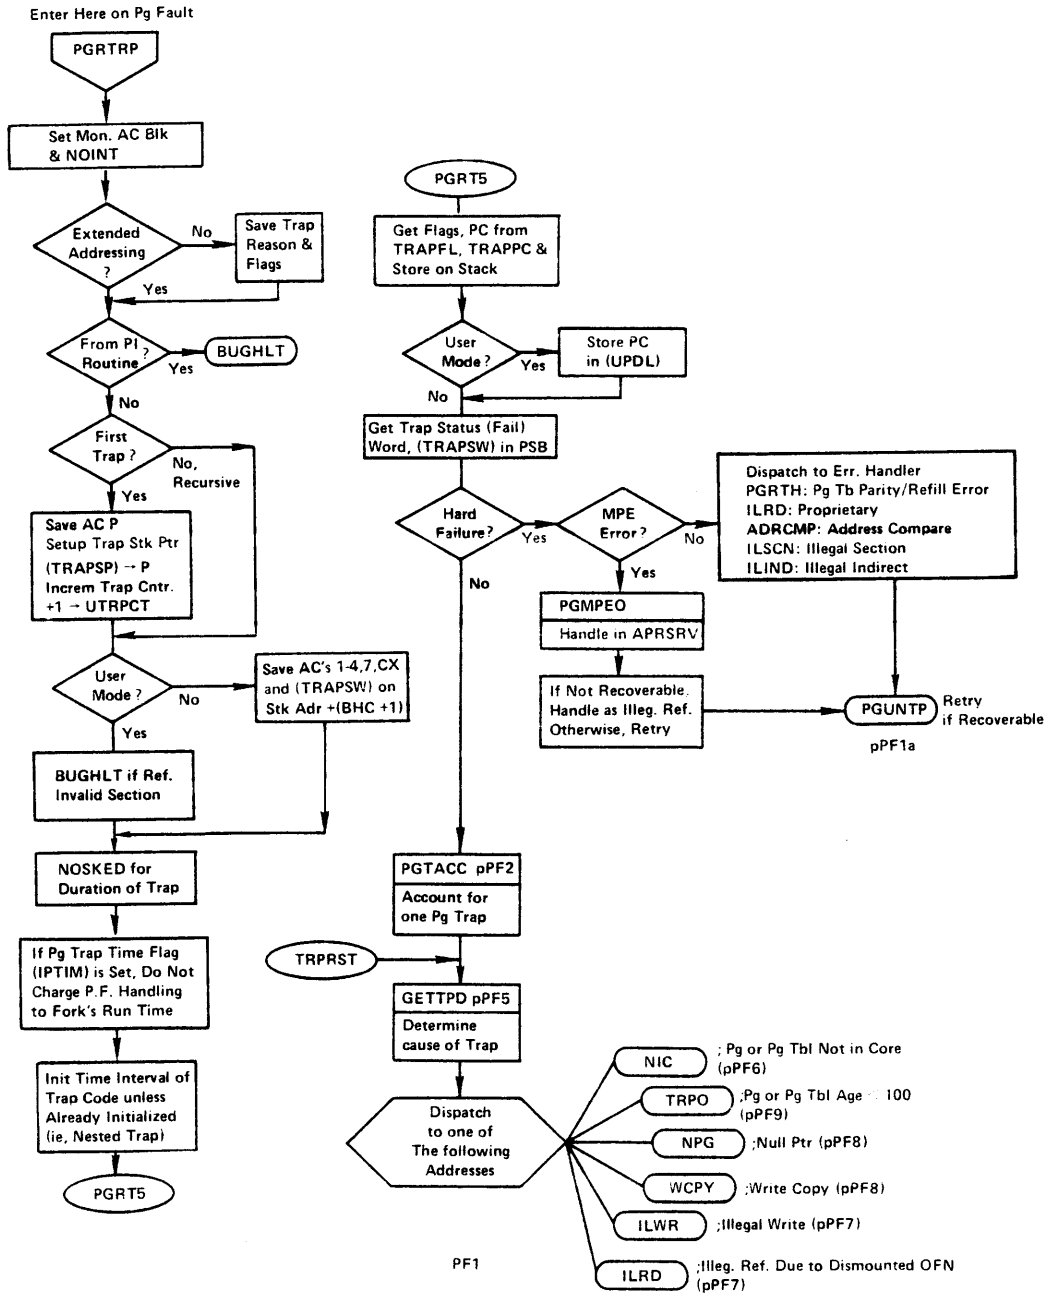 Enter Here on Pg Fault
PGRTRP
Set Mon. AC Blk
& NOINT
Extended
Addressing
?
No
Save Trap
Reason &
Flags
Yes
From PI
Routine ?
Yes
BUGHLT
No
First
Trap ?
No,
Recursive
Yes
Save AC P
Setup Trap Stk Ptr
(TRAPSP) → P
Increm Trap Cntr.
+1 → UTRPCT
User
Mode ?
No
Save AC's 1-4,7,CX
and (TRAPSW) on
Stk Adr +(BHC +1)
Yes
BUGHLT if Ref.
Invalid Section
NOSKED for
Duration of Trap
If Pg Trap Time Flag
(IPTIM) is Set, Do Not
Charge P.F. Handling
to Fork's Run Time
Init Time Interval of
Trap Code unless
Already Initialized
(ie, Nested Trap)
PGRT5
PGRT5
Get Flags, PC from
TRAPFL, TRAPPC &
Store on Stack
User
Mode ?
Yes
Store PC
in (UPDL)
No
Get Trap Status (Fail)
Word, (TRAPSW) in PSB
Hard
Failure?
Yes
MPE
Error ?
No
Dispatch to Err. Handler
PGRTH: Pg Tb Parity/Refill Error
ILRD: Proprietary
ADRCMP: Address Compare
ILSCN: Illegal Section
ILIND: Illegal Indirect
No
Yes
PGMPEO
Handle in APRSRV
If Not Recoverable.
Handle as Illeg. Ref.
Otherwise, Retry
PGUNTP
Retry
if Recoverable
pPF1a
PGTACC pPF2
Account for
one Pg Trap
TRPRST
GETTPD pPF5
Determine
cause of Trap
Dispatch
to one of
The following
Addresses
NIC
; Pg or Pg Tbl Not in Core
(pPF6)
TRPO
;Pg or Pg Tbl Age 100
(pPF9)
NPG
;Null Ptr (pPF8)
WCPY
;Write Copy (pPF8)
ILWR
;Illegal Write (pPF7)
ILRD
;Illeg. Ref. Due to Dismounted OFN
(pPF7)
PF1